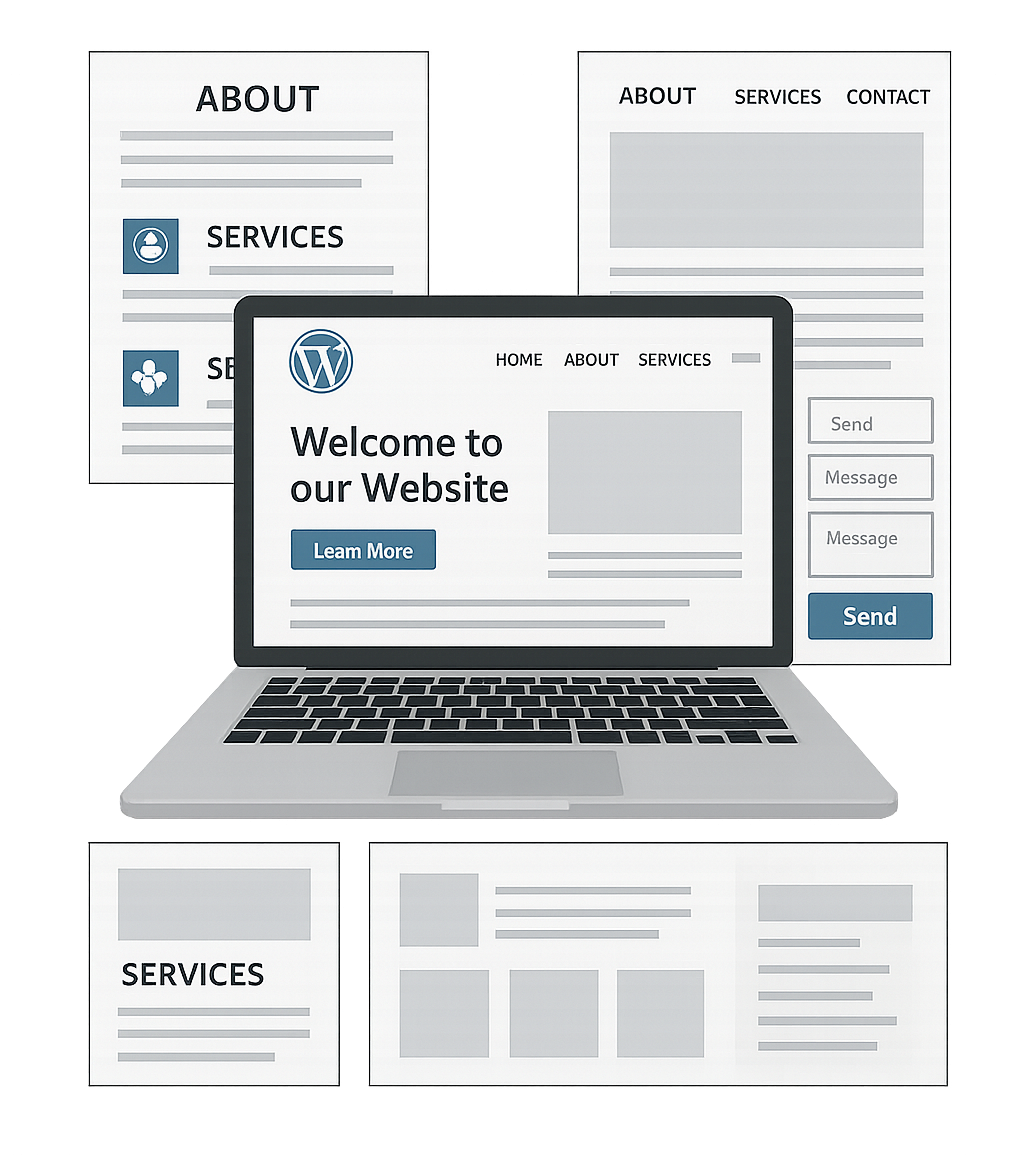 ABOUT
SERVICES
SE
ABOUT SERVICES CONTACT
Send
Message
Message
Send
W
HOME ABOUT SERVICES
Welcome to
our Website
Leam More
SERVICES